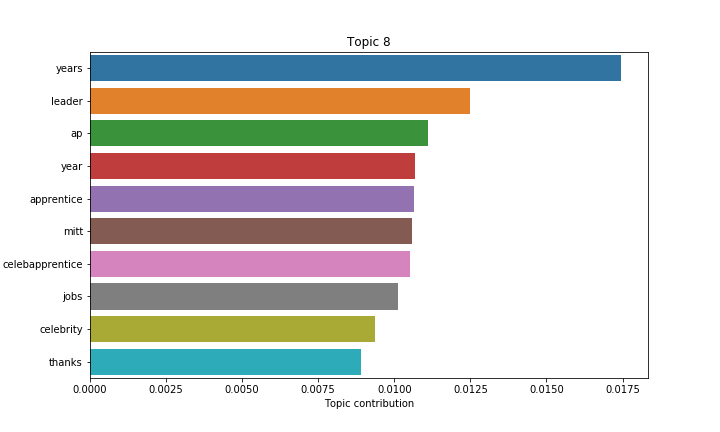 Topic 8
years
leader
ap
year
apprentice
mitt
celebapprentice
jobs
celebrity
thanks
0.0000 0.0025 0.0050 0.0075 0.0100 0.0125 0.0150 0.0175
Topic contribution